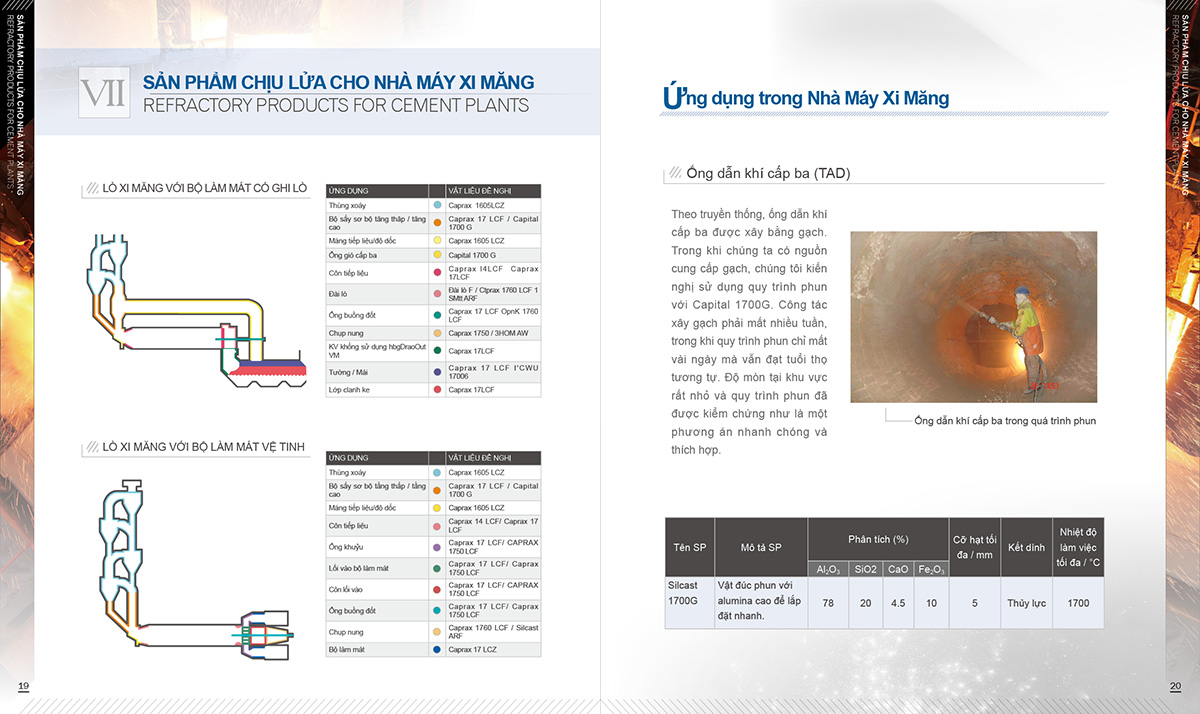 SẢN PHẨM CHỊU LỬA CHO NHÀ MÁY XI MĂNG
REFRACTORY PRODUCTS FOR CEMENT PLANTS
VII
SẢN PHẨM CHỊU LỬA CHO NHÀ MÁY XI MĂNG
REFRACTORY PRODUCTS FOR CEMENT PLANTS
LÒ XI MĂNG VỚI BỘ LÀM MÁT CÓ GHI LÒ
ỨNG DỤNG VẬT LIỆU ĐỀ NGHỊ
Thùng xoáy Caprax 1605LCZ
Bộ sấy sơ bộ tầng thấp / tầng cao Caprax 17 LCF / Capital 1700 G
Máng tiếp liệu/độ dốc Caprax 1605 LCZ
Ống gió cấp ba Capital 1700 G
Côn tiếp liệu Caprax I4LCF Caprax 17LCF
Đài lò Đài lò F / Ctprax 1760 LCF 1 SMtt ARF
Ống buồng đốt Caprax 17 LCF OpnK 1760 LCF
Chụp nung Caprax 1750 / 3HOM AW
KV khống sử dụng hbgDraoOut VM Caprax 17LCF
Tường / Mái Caprax 17 LCF I"CWU 17006
Lớp clanh ke Caprax 17LCF
LÒ XI MĂNG VỚI BỘ LÀM MÁT VỆ TINH
ỨNG DỤNG VẬT LIỆU ĐỀ NGHỊ
Thùng xoáy Caprax 1605 LCZ
Bộ sấy sơ bộ tầng thấp / tầng cao Caprax 17 LCF / Capital 1700 G
Máng tiếp liệu/độ dốc Caprax 1605 LCZ
Côn tiếp liệu Caprax 14 LCF/ Caprax 17 LCF
Ống khuỷu Caprax 17 LCF/ CAPRAX 1750 LCF
Lối vào bộ làm mát Caprax 17 LCF/ Caprax 1750 LCF
Côn lối vào Caprax 17 LCF/ CAPRAX 1750 LCF
Ống buồng đốt Caprax 17 LCF/ Caprax 1750 LCF
Chụp nung Caprax 1760 LCF / Silcast ARF
Bộ làm mát Caprax 17 LCZ
19
Ứng dụng trong Nhà Máy Xi Măng
Ống dẫn khí cấp ba (TAD)
Theo truyền thống, ống dẫn khí
cấp ba được xây bằng gạch.
Trong khi chúng ta có nguồn
cung cấp gạch, chúng tôi kiến
nghị sử dụng quy trình phun
với Capital 1700G. Công tác
xây gạch phải mất nhiều tuần,
trong khi quy trình phun chỉ mất
vài ngày mà vẫn đạt tuổi thọ
tương tự. Độ mòn tại khu vực
rất nhỏ và quy trình phun đã
được kiểm chứng như là một
phương án nhanh chóng và
thích hợp.
Ống dẫn khí cấp ba trong quá trình phun
Tên SP Mô tả SP Phân tích (%) Cỡ hạt tối đa / mm Kết dính Nhiệt độ làm việc tối đa / °C
Al₂O₃ SiO2 CaO Fe₂O₃
Silcast 1700G Vật đúc phun với alumina cao để lắp đặt nhanh. 78 20 4.5 10 5 Thủy lực 1700
SẢN PHẨM CHỊU LỬA CHO NHÀ MÁY XI MĂNG
REFRACTORY PRODUCTS FOR CEMENT PLANTS
20